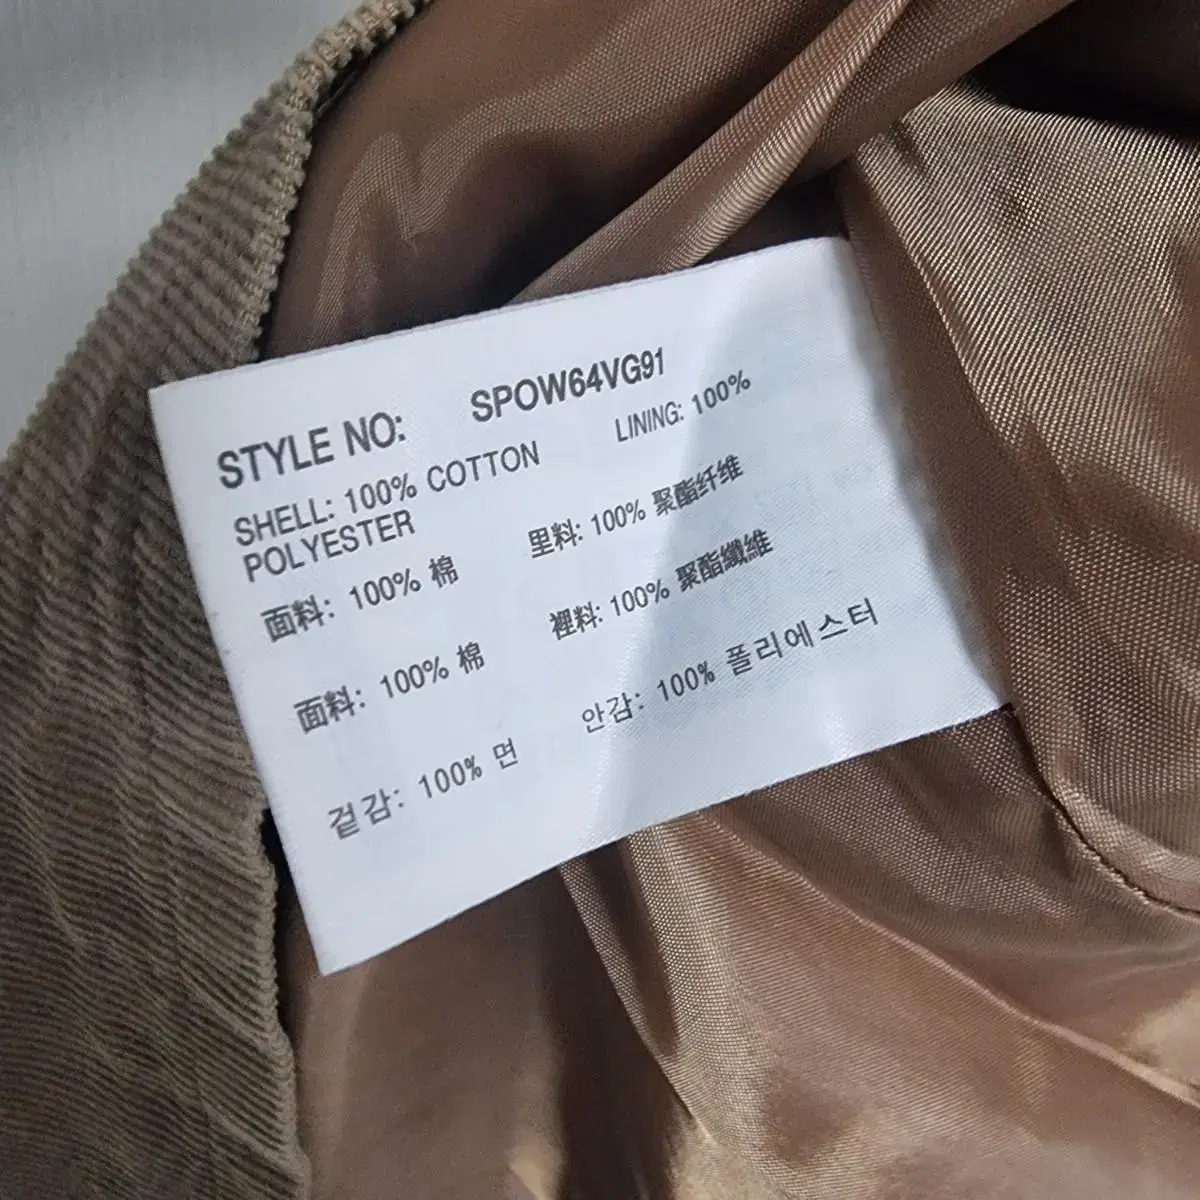 STYLE NO: SPOW64VG91
SHELL: 100% COTTON LINING: 100%
POLYESTER
面料: 100% 棉 里料: 100% 聚酯纤维
面料: 100% 棉 裡料: 100% 聚酯纖維
겉감: 100% 면 안감: 100% 폴리에스터